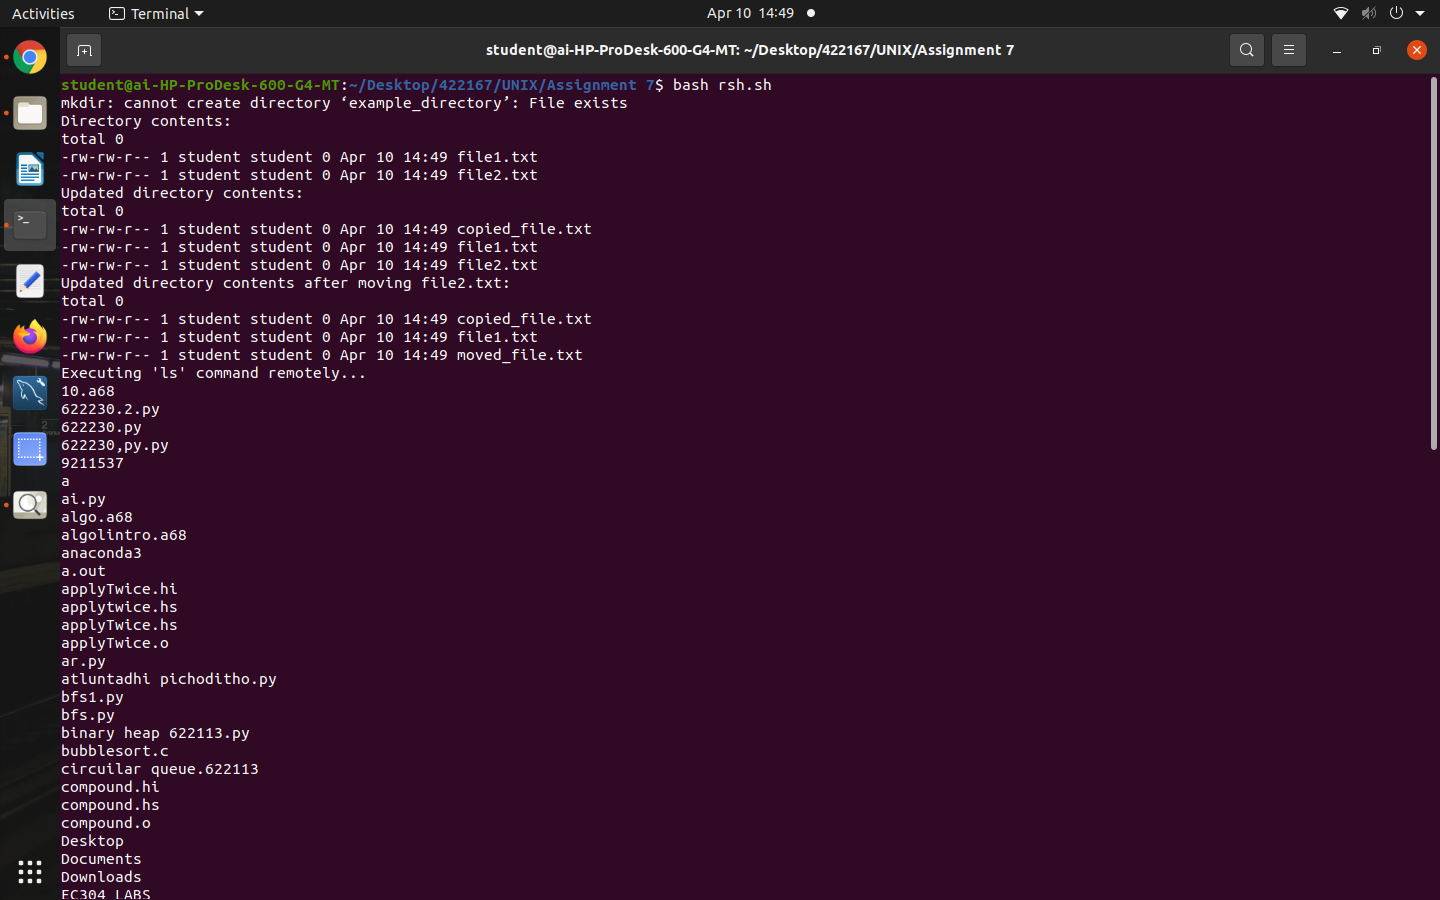 Activities
Terminal
Apr 10 14:49
student@ai-HP-ProDesk-600-G4-MT: ~/Desktop/422167/UNIX/Assignment 7
student@ai-HP-ProDesk-600-G4-MT:~/Desktop/422167/UNIX/Assignment 7$ bash rsh.sh
mkdir: cannot create directory ‘example_directory’: File exists
Directory contents:
total 0
-rw-rw-r-- 1 student student 0 Apr 10 14:49 file1.txt
-rw-rw-r-- 1 student student 0 Apr 10 14:49 file2.txt
Updated directory contents:
total 0
-rw-rw-r-- 1 student student 0 Apr 10 14:49 copied_file.txt
-rw-rw-r-- 1 student student 0 Apr 10 14:49 file1.txt
-rw-rw-r-- 1 student student 0 Apr 10 14:49 file2.txt
Updated directory contents after moving file2.txt:
total 0
-rw-rw-r-- 1 student student 0 Apr 10 14:49 copied_file.txt
-rw-rw-r-- 1 student student 0 Apr 10 14:49 file1.txt
-rw-rw-r-- 1 student student 0 Apr 10 14:49 moved_file.txt
Executing 'ls' command remotely...
10.a68
622230.2.py
622230.py
622230,py.py
9211537
a
ai.py
algo.a68
algolintro.a68
anaconda3
a.out
applyTwice.hi
applytwice.hs
applyTwice.hs
applyTwice.o
ar.py
atluntadhi pichoditho.py
bfs1.py
bfs.py
binary heap 622113.py
bubblesort.c
circuilar queue.622113
compound.hi
compound.hs
compound.o
Desktop
Documents
Downloads
EC304 LABS